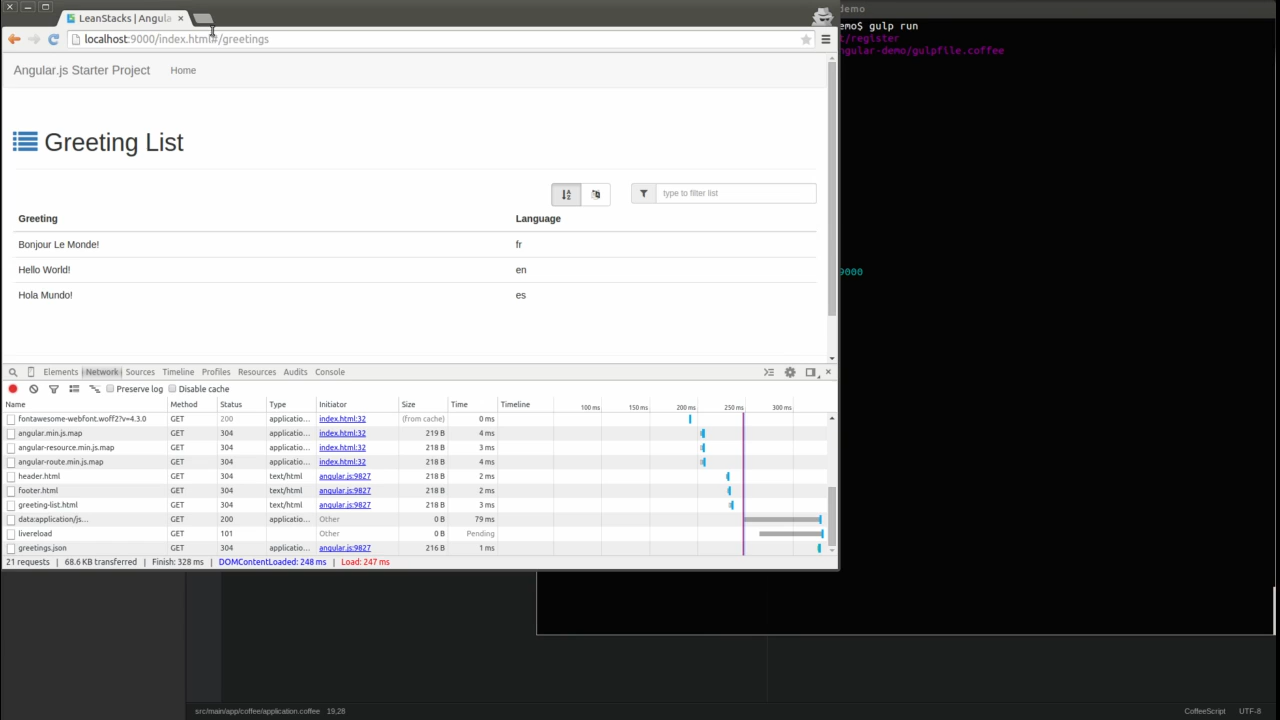 LeanStacks | Angula
demo
localhost:9000/index.html#/greetings
emo$ gulp run
t/register
ngular-demo/gulpfile.coffee
9000
Angular.js Starter Project Home
Greeting List
type to filter list
Greeting Language
Bonjour Le Monde! fr
Hello World! en
Hola Mundo! es
Elements Network Sources Timeline Profiles Resources Audits Console
Preserve log Disable cache
Name Method Status Type Initiator Size Time Timeline 100 ms 150 ms 200 ms 250 ms 300 ms
fontawesome-webfont.woff2?v=4.3.0 GET 200 applicatio... index.html:32 (from cache) 0 ms
angular.min.js.map GET 304 applicatio... index.html:32 219 B 4 ms
angular-resource.min.js.map GET 304 applicatio... index.html:32 218 B 3 ms
angular-route.min.js.map GET 304 applicatio... index.html:32 218 B 4 ms
header.html GET 304 text/html angular.js:9827 218 B 2 ms
footer.html GET 304 text/html angular.js:9827 218 B 2 ms
greeting-list.html GET 304 text/html angular.js:9827 218 B 3 ms
data:application/js... GET 200 applicatio... Other 0 B 79 ms
livereload GET 101 Other 0 B Pending
greetings.json GET 304 applicatio... angular.js:9827 216 B 1 ms
21 requests | 68.6 KB transferred | Finish: 328 ms | DOMContentLoaded: 248 ms | Load: 247 ms
src/main/app/coffee/application.coffee 19,28 CoffeeScript UTF-8